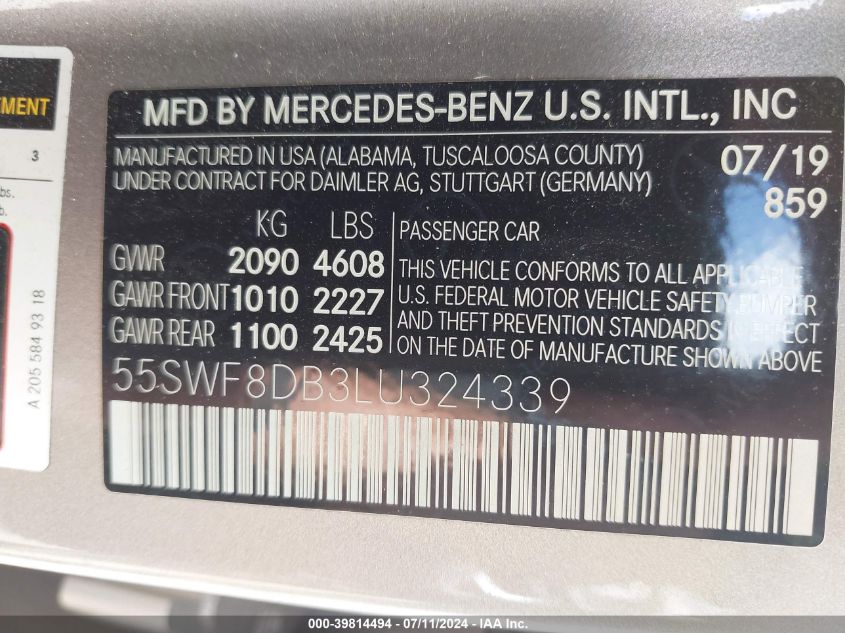 EMENT
3
bs.
b.
A 205 584 93 18
MFD BY MERCEDES-BENZ U.S. INTL., INC
MANUFACTURED IN USA (ALABAMA, TUSCALOOSA COUNTY) 07/19
UNDER CONTRACT FOR DAIMLER AG, STUTTGART (GERMANY) 859
KG LBS
GVWR 2090 4608
GAWR FRONT 1010 2227
GAWR REAR 1100 2425
PASSENGER CAR
THIS VEHICLE CONFORMS TO ALL APPLICABLE
U.S. FEDERAL MOTOR VEHICLE SAFETY, BUMPER
AND THEFT PREVENTION STANDARDS IN EFFECT
ON THE DATE OF MANUFACTURE SHOWN ABOVE
55SWF8DB3LU324339
000-39814494 - 07/11/2024 - IAA Inc.